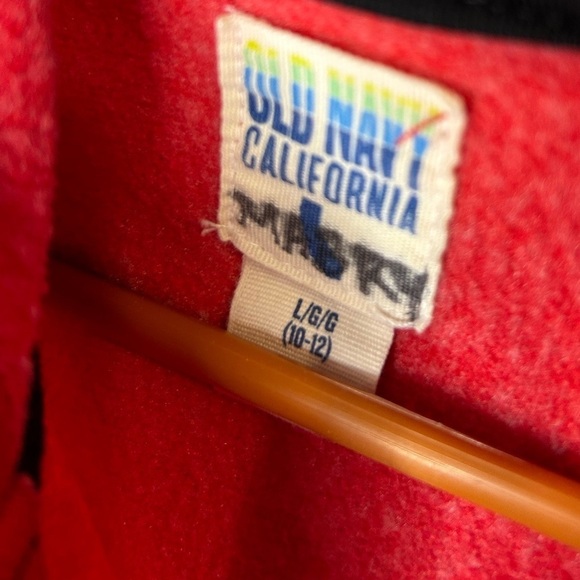 OLD NAVY
CALIFORNIA
L
L/G/G
(10-12)